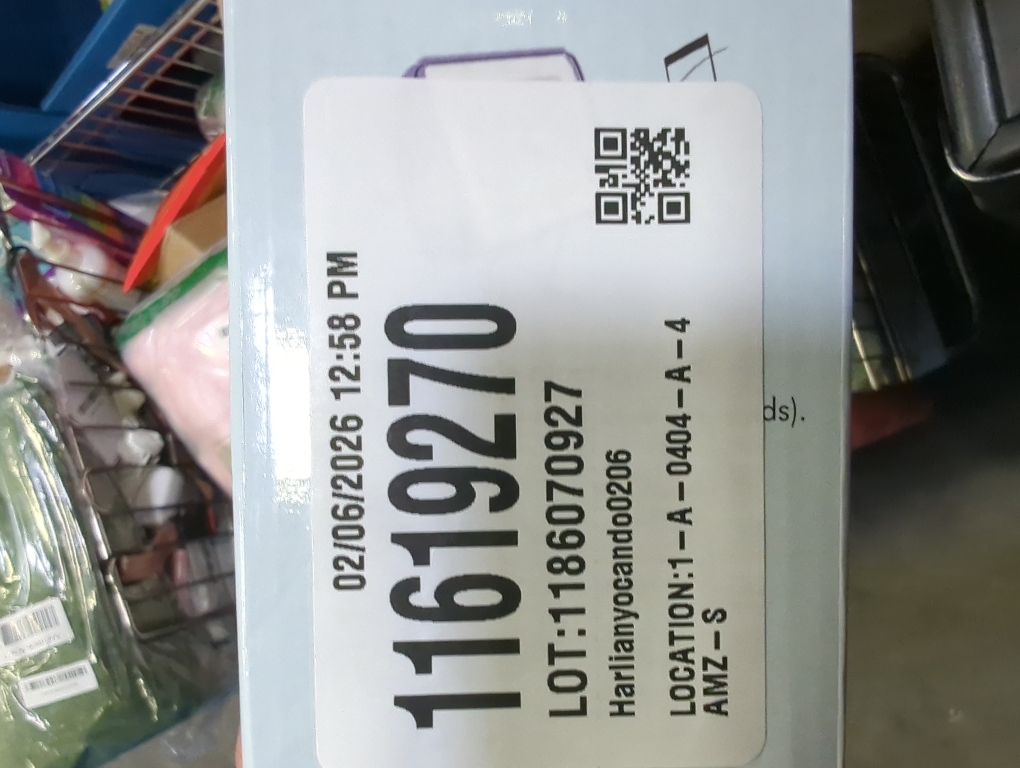 02/06/2026 12:58 PM
11619270
LOT:1186070927
Harlianyocando0206
LOCATION:1-A-0404-A-4
AMZ-S
ds).